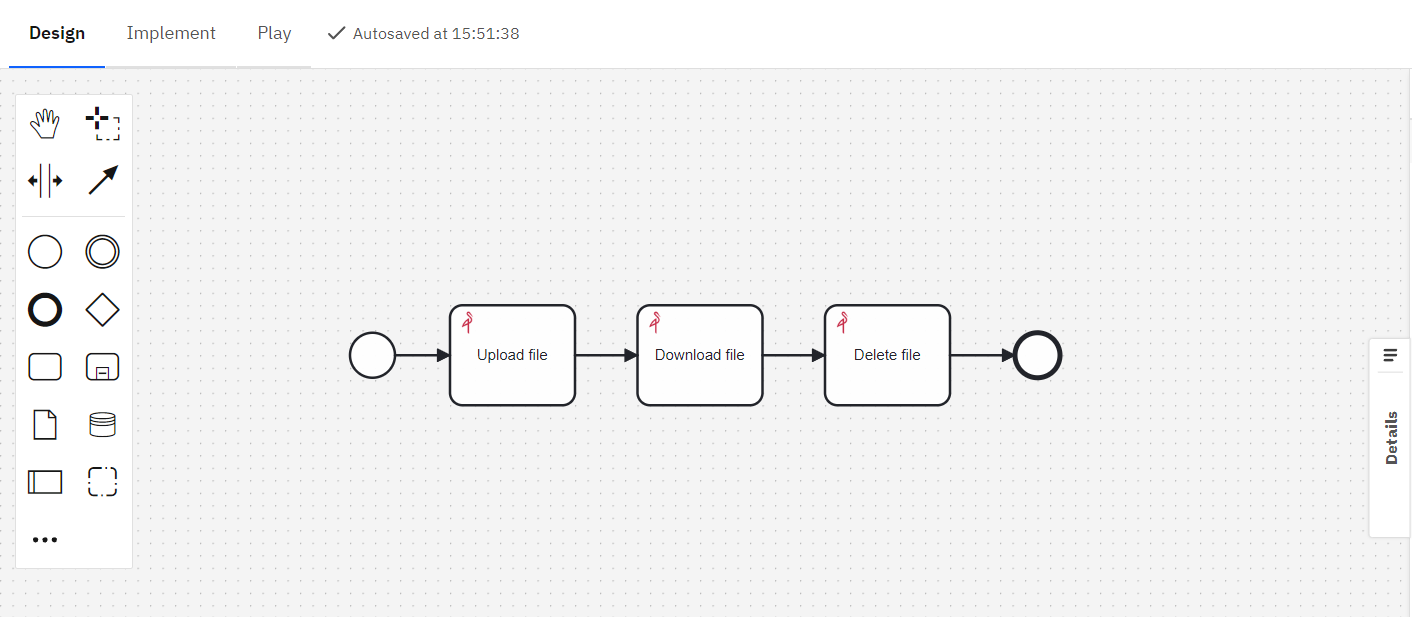 Design Implement Play Autosaved at 15:51:38
Upload file Download file Delete file
Details